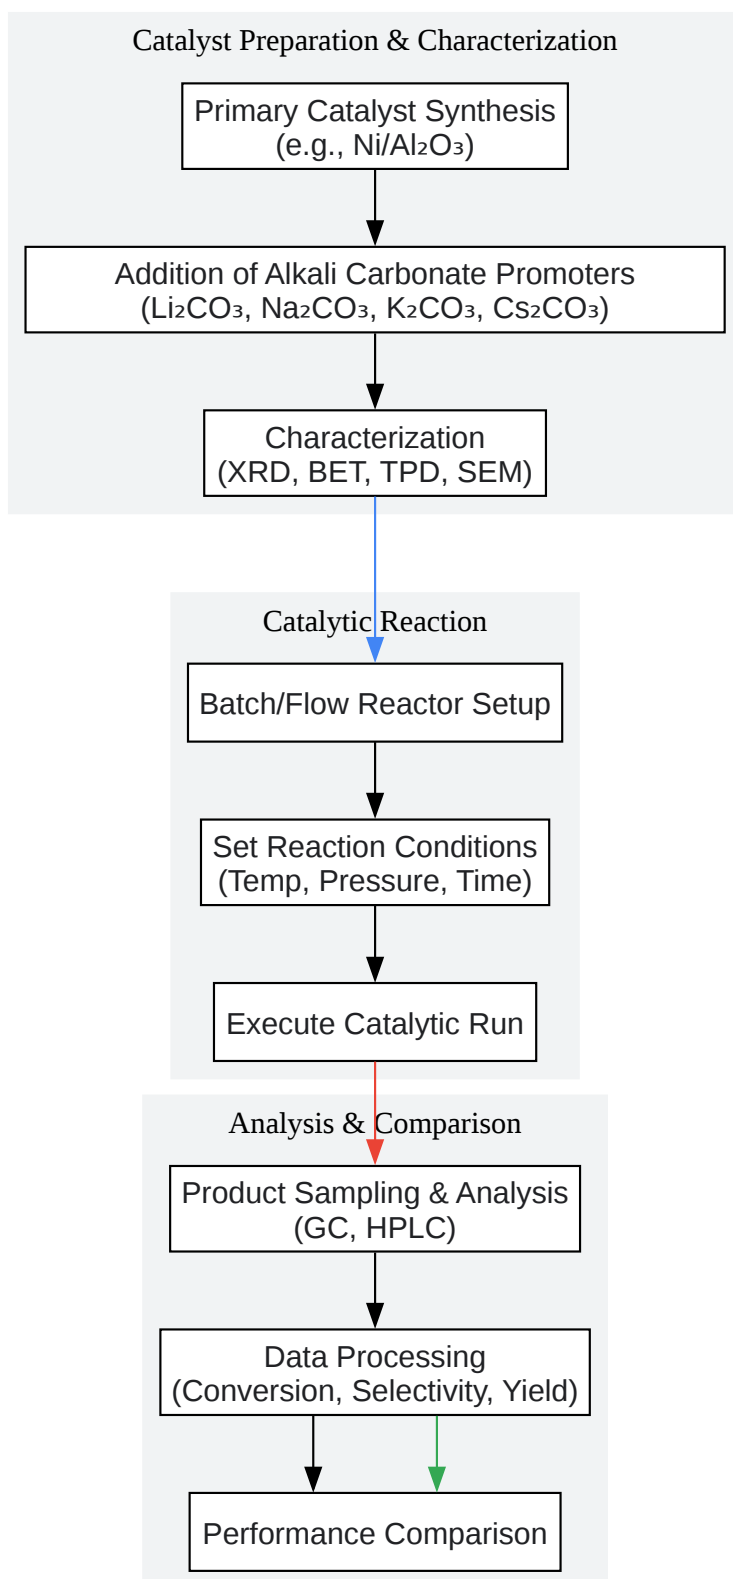 Catalyst Preparation & Characterization
Primary Catalyst Synthesis
(e.g., Ni/Al₂O₃)
Addition of Alkali Carbonate Promoters
(Li₂CO₃, Na₂CO₃, K₂CO₃, Cs₂CO₃)
Characterization
(XRD, BET, TPD, SEM)
Catalytic Reaction
Batch/Flow Reactor Setup
Set Reaction Conditions
(Temp, Pressure, Time)
Execute Catalytic Run
Analysis & Comparison
Product Sampling & Analysis
(GC, HPLC)
Data Processing
(Conversion, Selectivity, Yield)
Performance Comparison